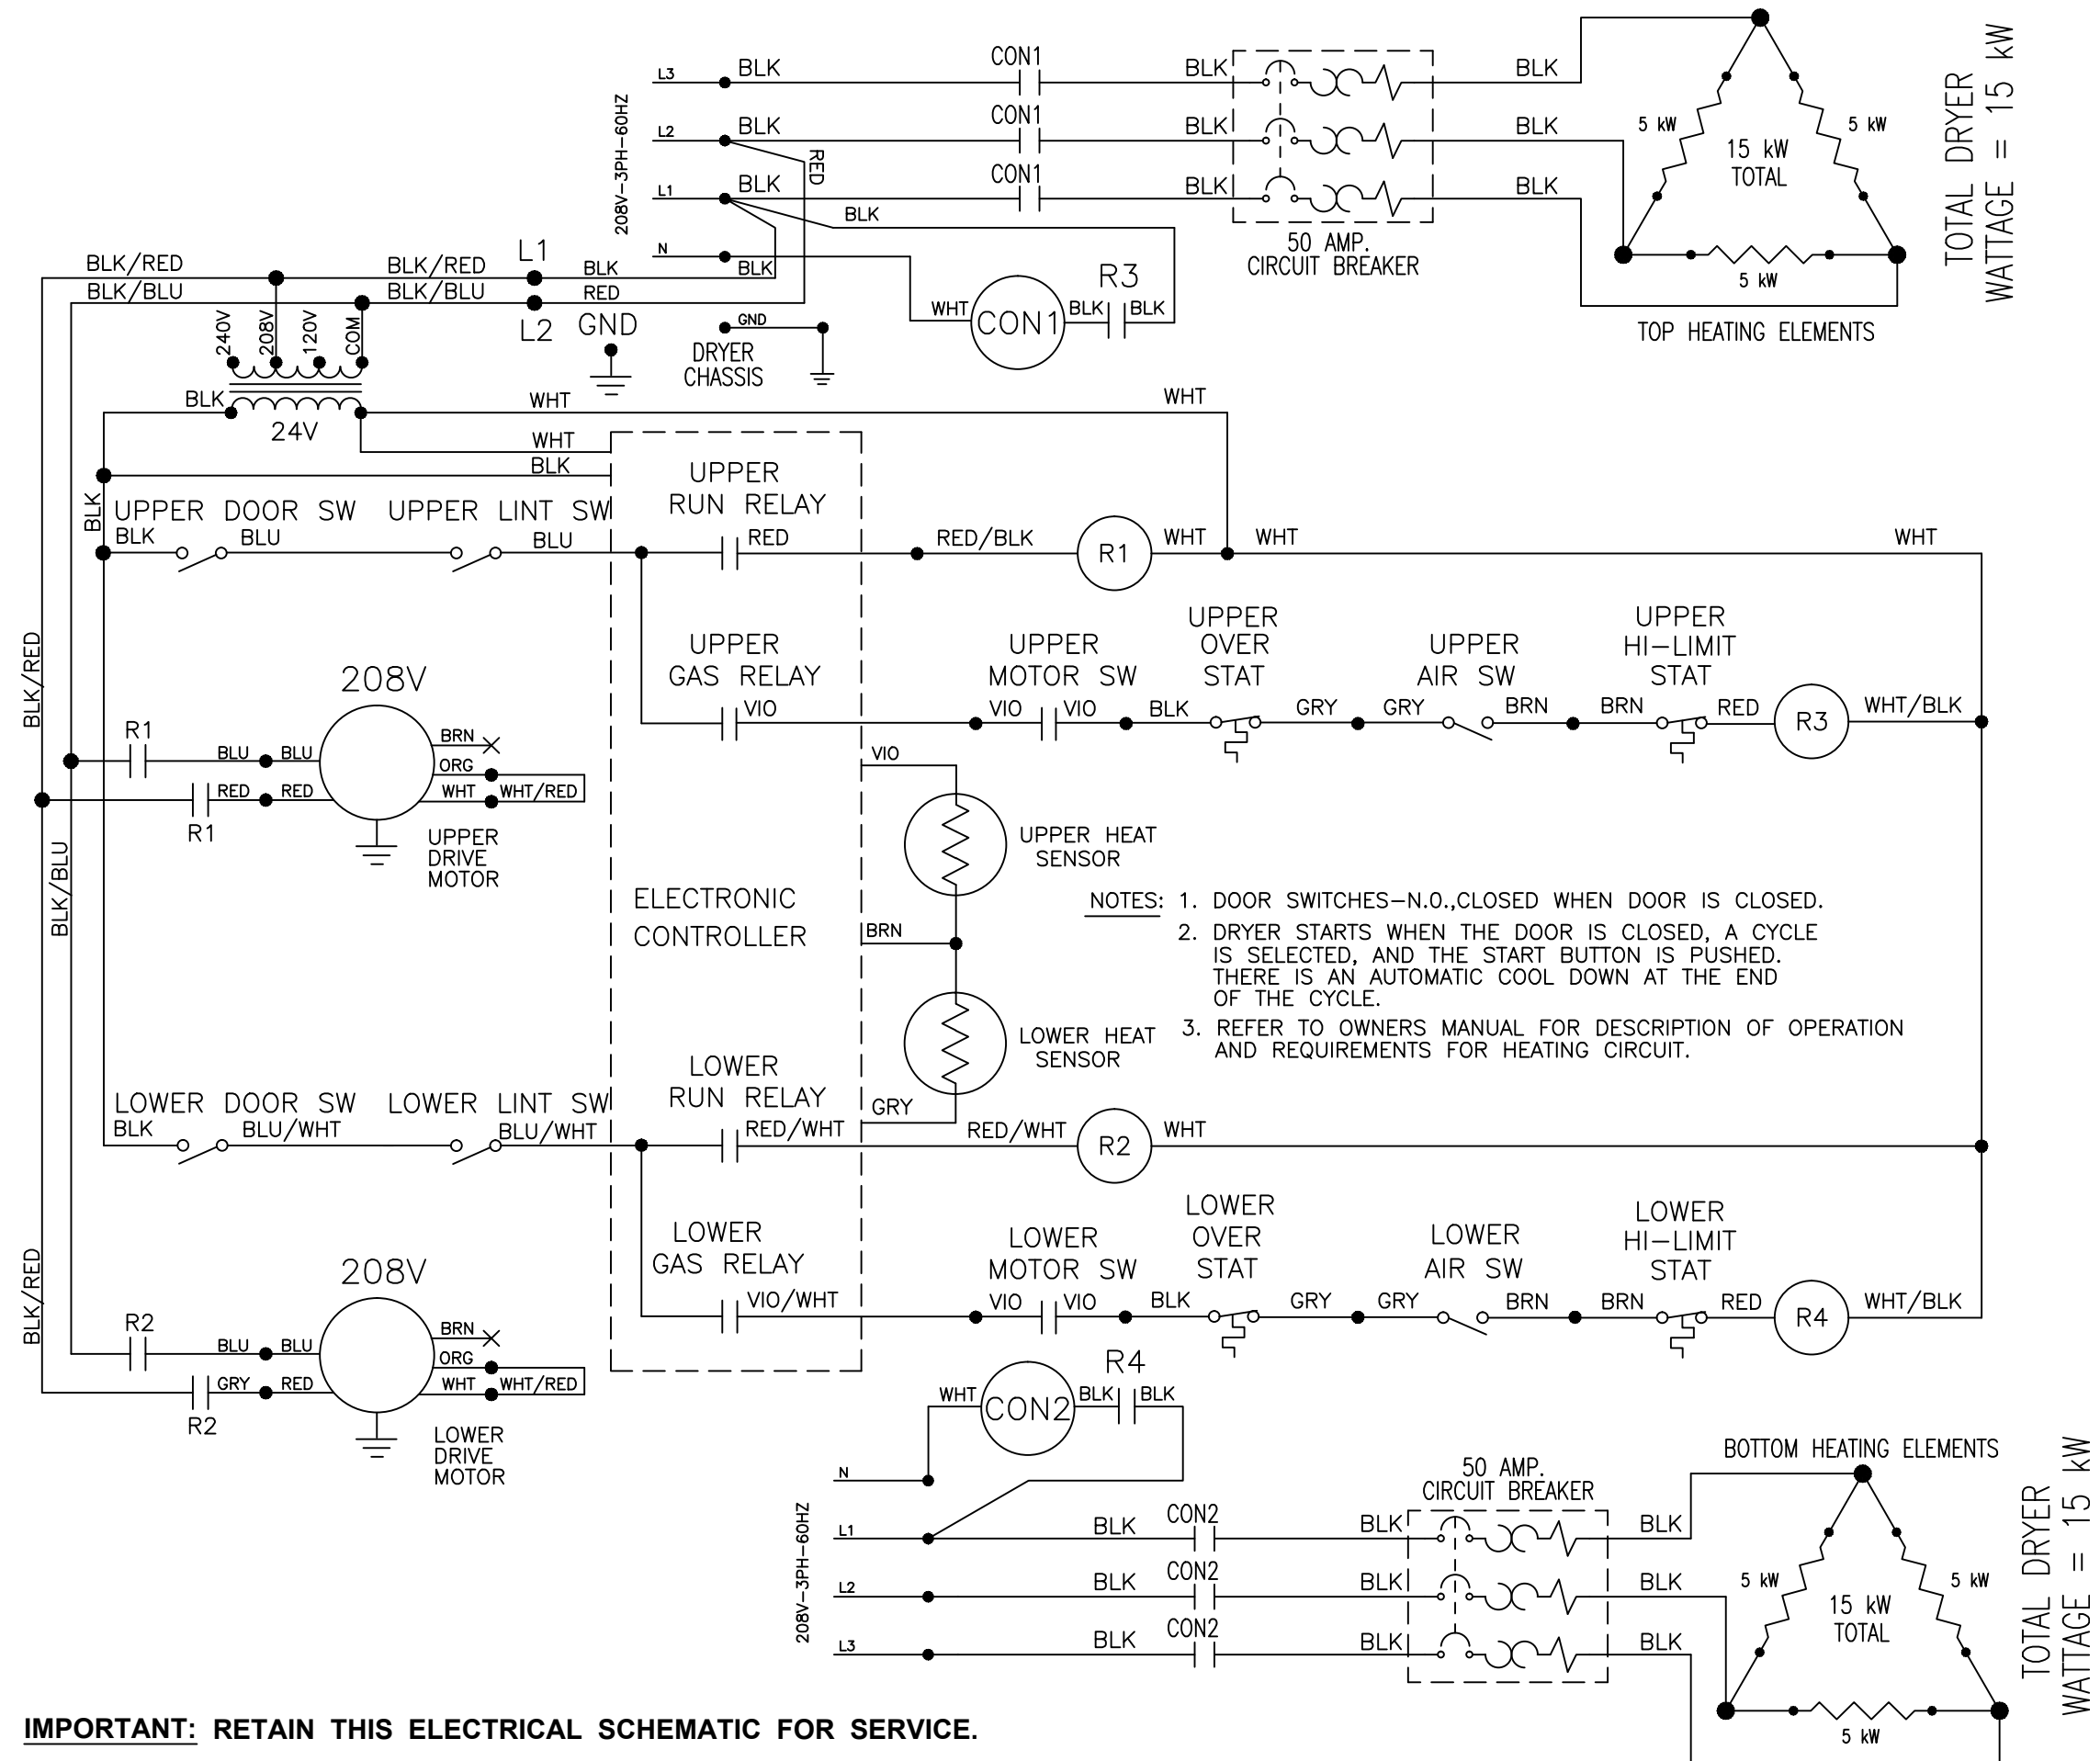 L3
BLK
CON1
BLK
BLK
L2
BLK
CON1
BLK
BLK
RED
L1
BLK
CON1
BLK
BLK
BLK
N
BLK
208V-3PH-60HZ
50 AMP.
CIRCUIT BREAKER
5 kW
5 kW
15 kW
TOTAL
5 kW
TOP HEATING ELEMENTS
TOTAL DRYER
WATTAGE = 15 kW
BLK/RED
BLK/RED
L1
BLK
BLK/BLU
BLK/BLU
RED
L2
GND
GND
DRYER
CHASSIS
WHT
CON1
BLK
R3
BLK
240V
208V
120V
COM
BLK
24V
WHT
WHT
WHT
BLK
BLK
UPPER DOOR SW
UPPER LINT SW
BLK
BLU
BLU
UPPER
RUN RELAY
RED
RED/BLK
R1
WHT
WHT
WHT
UPPER
GAS RELAY
VIO
UPPER
MOTOR SW
VIO
VIO
BLK
UPPER
OVER
STAT
GRY
GRY
UPPER
AIR SW
BRN
BRN
UPPER
HI-LIMIT
STAT
RED
R3
WHT/BLK
BLK/RED
BLK/BLU
208V
R1
BLU
BLU
BRN
ORG
R1
RED
RED
WHT
WHT/RED
UPPER
DRIVE
MOTOR
VIO
UPPER HEAT
SENSOR
ELECTRONIC
CONTROLLER
BRN
LOWER HEAT
SENSOR
GRY
NOTES: 1. DOOR SWITCHES-N.O.,CLOSED WHEN DOOR IS CLOSED.
2. DRYER STARTS WHEN THE DOOR IS CLOSED, A CYCLE
IS SELECTED, AND THE START BUTTON IS PUSHED.
THERE IS AN AUTOMATIC COOL DOWN AT THE END
OF THE CYCLE.
3. REFER TO OWNERS MANUAL FOR DESCRIPTION OF OPERATION
AND REQUIREMENTS FOR HEATING CIRCUIT.
LOWER DOOR SW
LOWER LINT SW
BLK
BLU/WHT
BLU/WHT
LOWER
RUN RELAY
RED/WHT
RED/WHT
R2
WHT
LOWER
GAS RELAY
VIO/WHT
LOWER
MOTOR SW
VIO
VIO
BLK
LOWER
OVER
STAT
GRY
GRY
LOWER
AIR SW
BRN
BRN
LOWER
HI-LIMIT
STAT
RED
R4
WHT/BLK
BLK/RED
208V
R2
BLU
BLU
BRN
ORG
R2
GRY
RED
WHT
WHT/RED
LOWER
DRIVE
MOTOR
WHT
CON2
BLK
R4
BLK
N
L1
BLK
CON2
BLK
BLK
L2
BLK
CON2
BLK
BLK
L3
BLK
CON2
BLK
BLK
208V-3PH-60HZ
50 AMP.
CIRCUIT BREAKER
BOTTOM HEATING ELEMENTS
5 kW
5 kW
15 kW
TOTAL
5 kW
TOTAL DRYER
WATTAGE = 15 kW
IMPORTANT: RETAIN THIS ELECTRICAL SCHEMATIC FOR SERVICE.